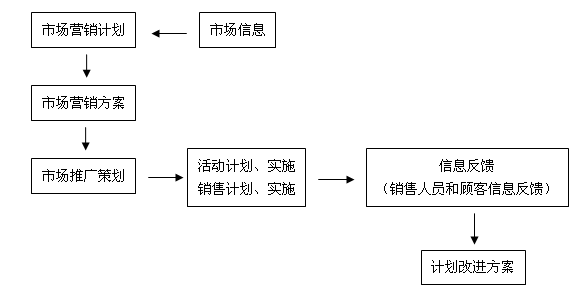 市场营销计划
市场信息
市场营销方案
市场推广策划
活动计划、实施
销售计划、实施
信息反馈
（销售人员和顾客信息反馈）
计划改进方案